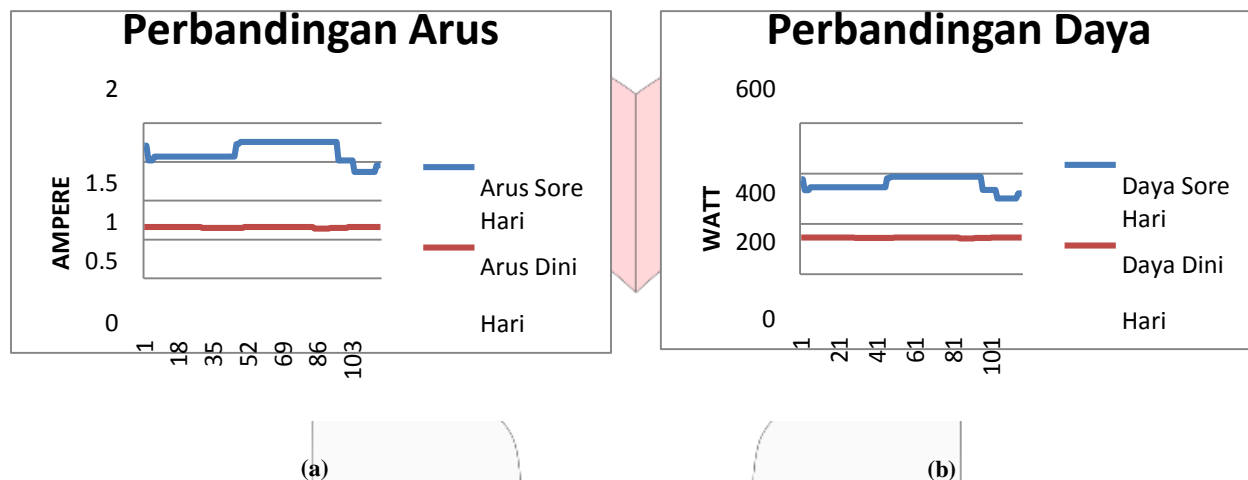 Perbandingan Arus
2
1.5
1
0.5
0
AMPERE
1
18
35
52
69
86
103
Arus Sore
Hari
Arus Dini
Hari
(a)
Perbandingan Daya
600
400
200
0
WATT
1
21
41
61
81
101
Daya Sore
Hari
Daya Dini
Hari
(b)